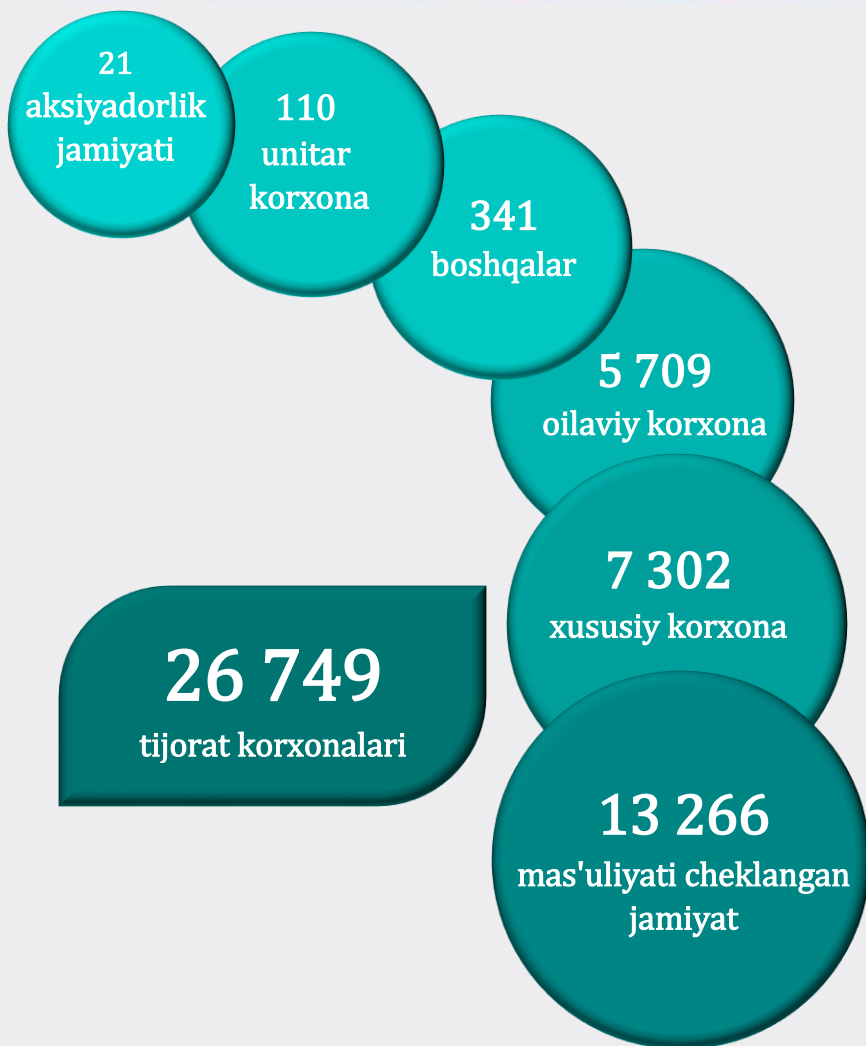 21
aksiyadorlik
jamiyati
110
unitar
korxona
341
boshqalar
5 709
oilaviy korxona
7 302
xususiy korxona
26 749
tijorat korxonalari
13 266
mas'uliyati cheklangan
jamiyat